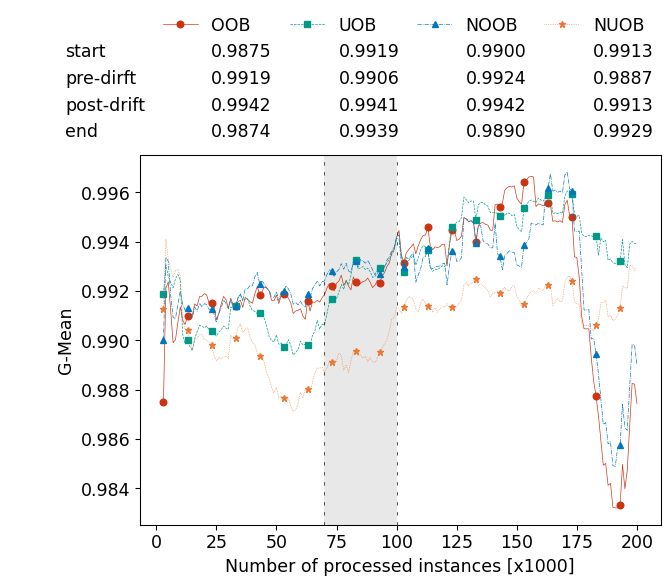 OOB UOB NOOB NUOB
start 0.9875 0.9919 0.9900 0.9913
pre-dirft 0.9919 0.9906 0.9924 0.9887
post-drift 0.9942 0.9941 0.9942 0.9913
end 0.9874 0.9939 0.9890 0.9929
0.996
0.994
0.992
0.990
0.988
0.986
0.984
G-Mean
0 25 50 75 100 125 150 175 200
Number of processed instances [x1000]